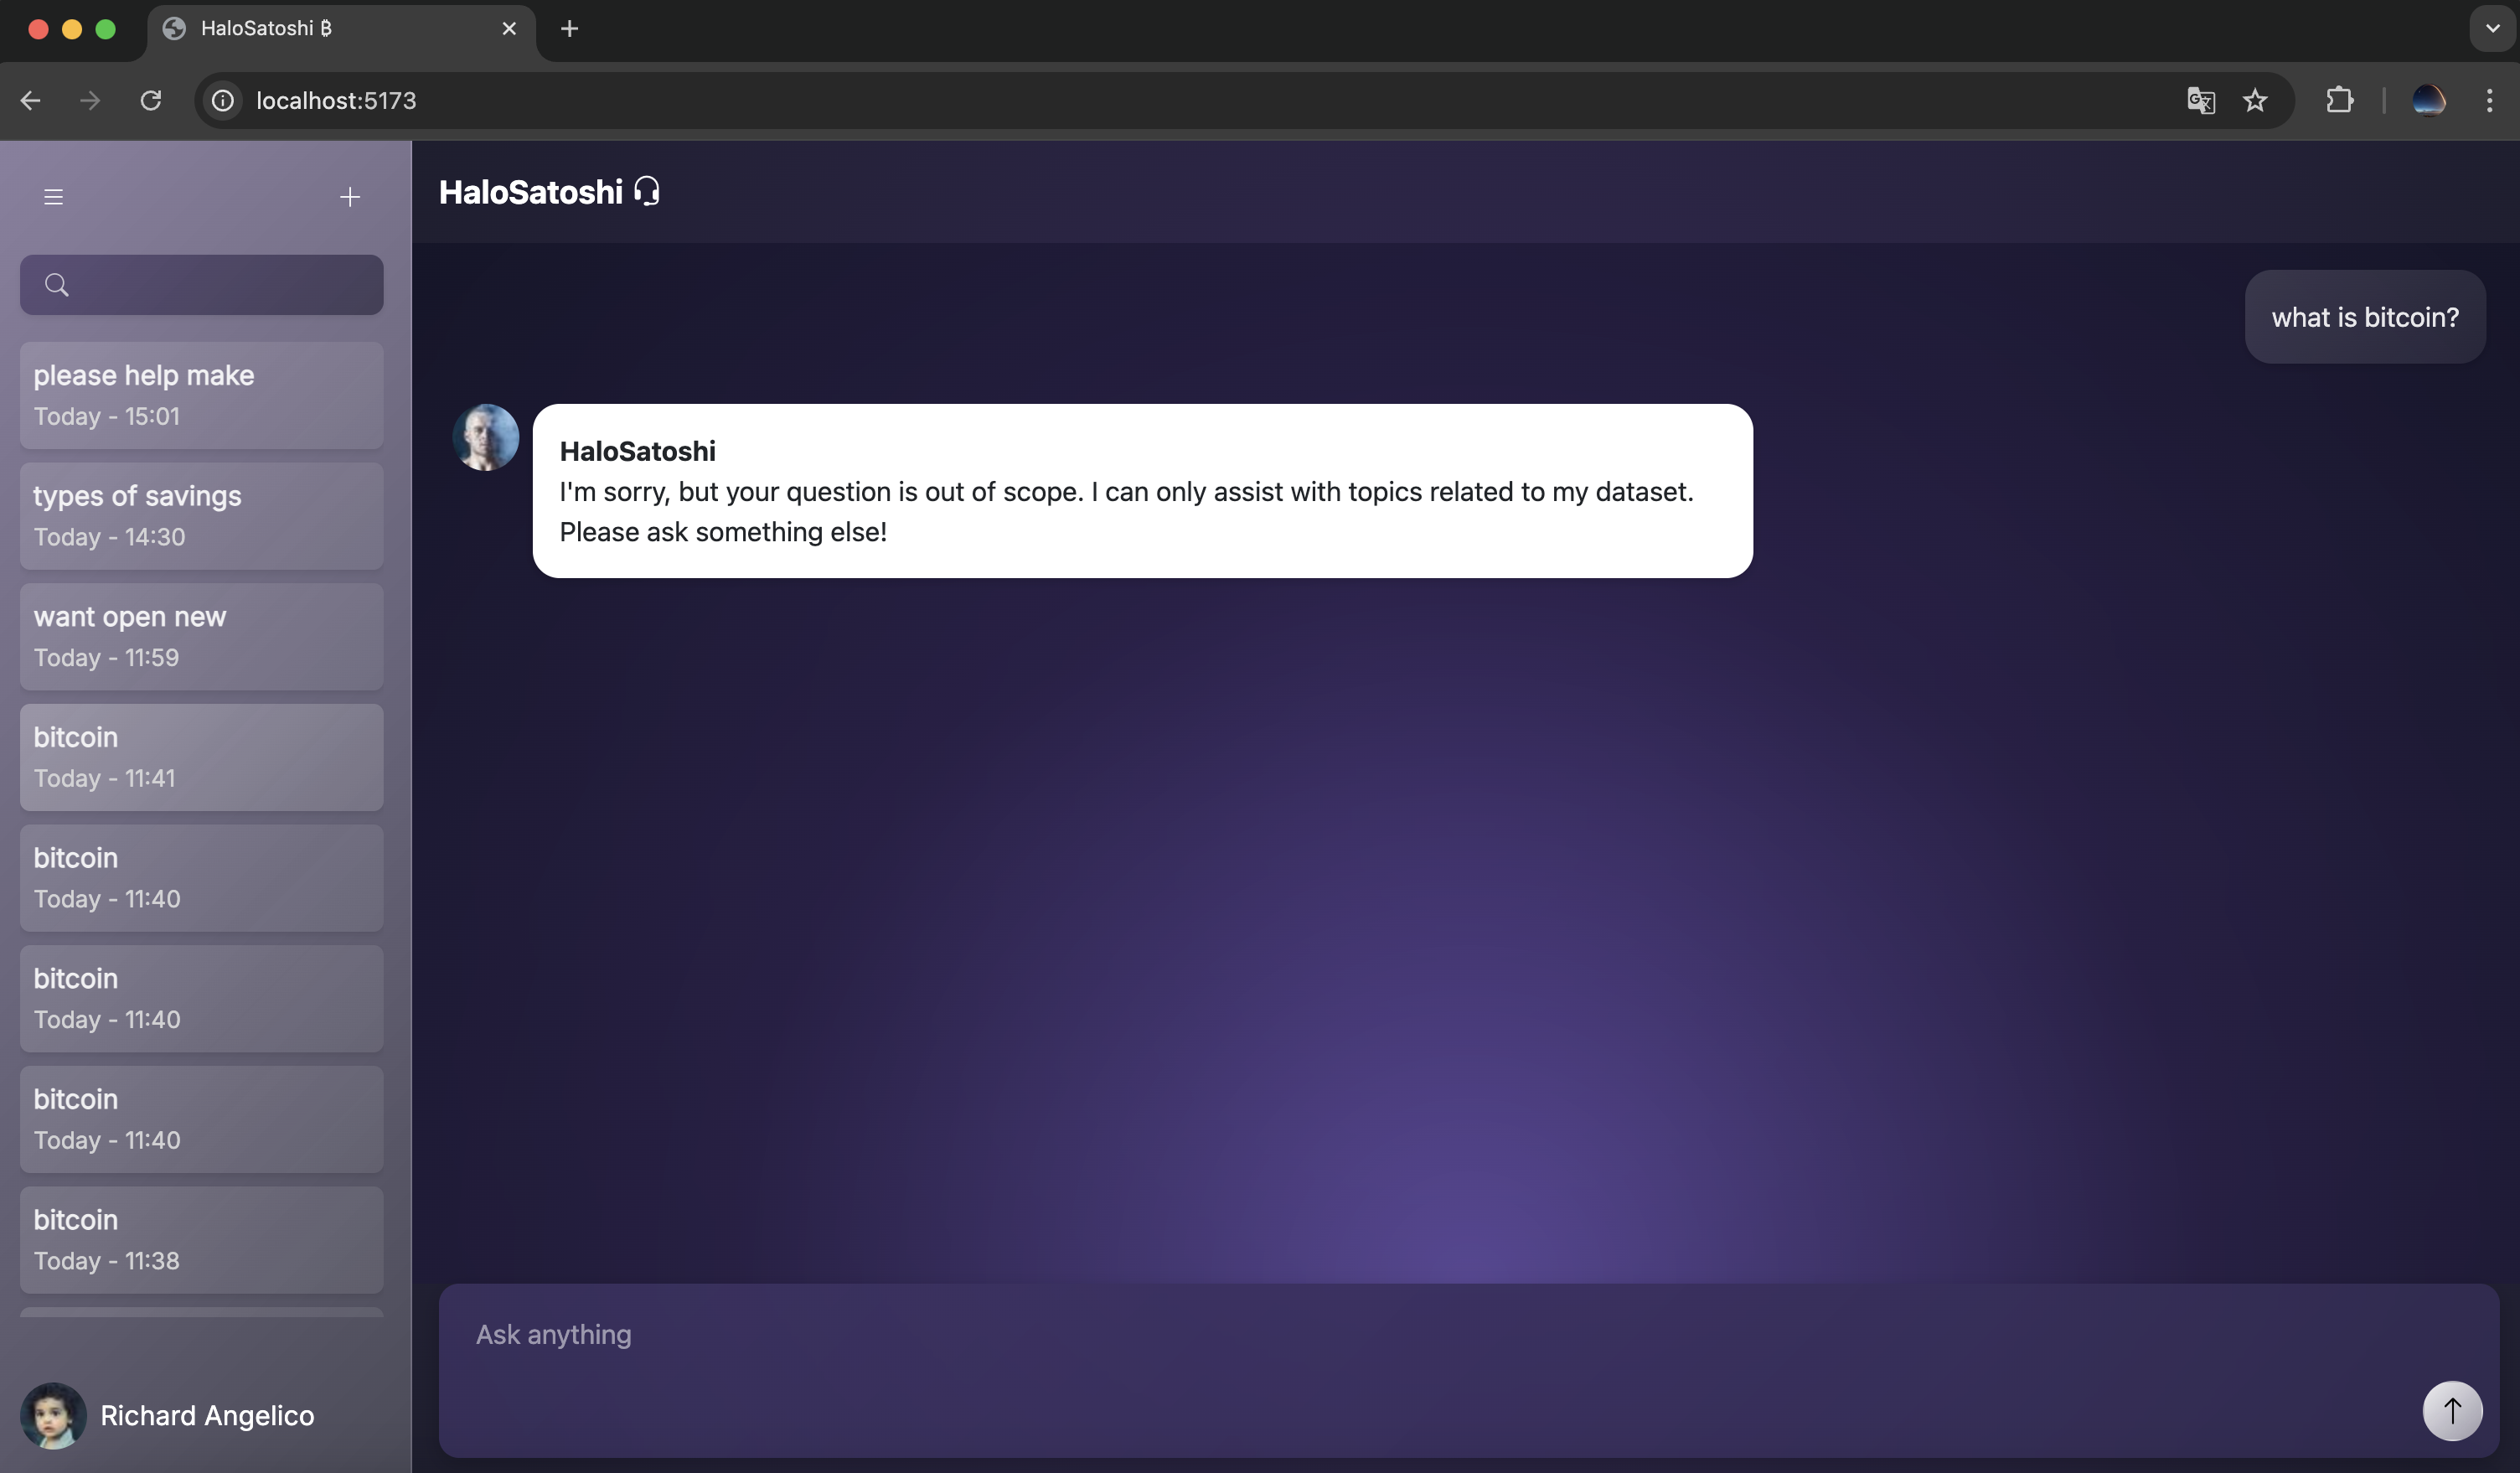 HaloSatoshi ₿
localhost:5173
please help make
Today - 15:01
types of savings
Today - 14:30
want open new
Today - 11:59
bitcoin
Today - 11:41
bitcoin
Today - 11:40
bitcoin
Today - 11:40
bitcoin
Today - 11:40
bitcoin
Today - 11:38
Richard Angelico
HaloSatoshi
what is bitcoin?
HaloSatoshi
I'm sorry, but your question is out of scope. I can only assist with topics related to my dataset.
Please ask something else!
Ask anything